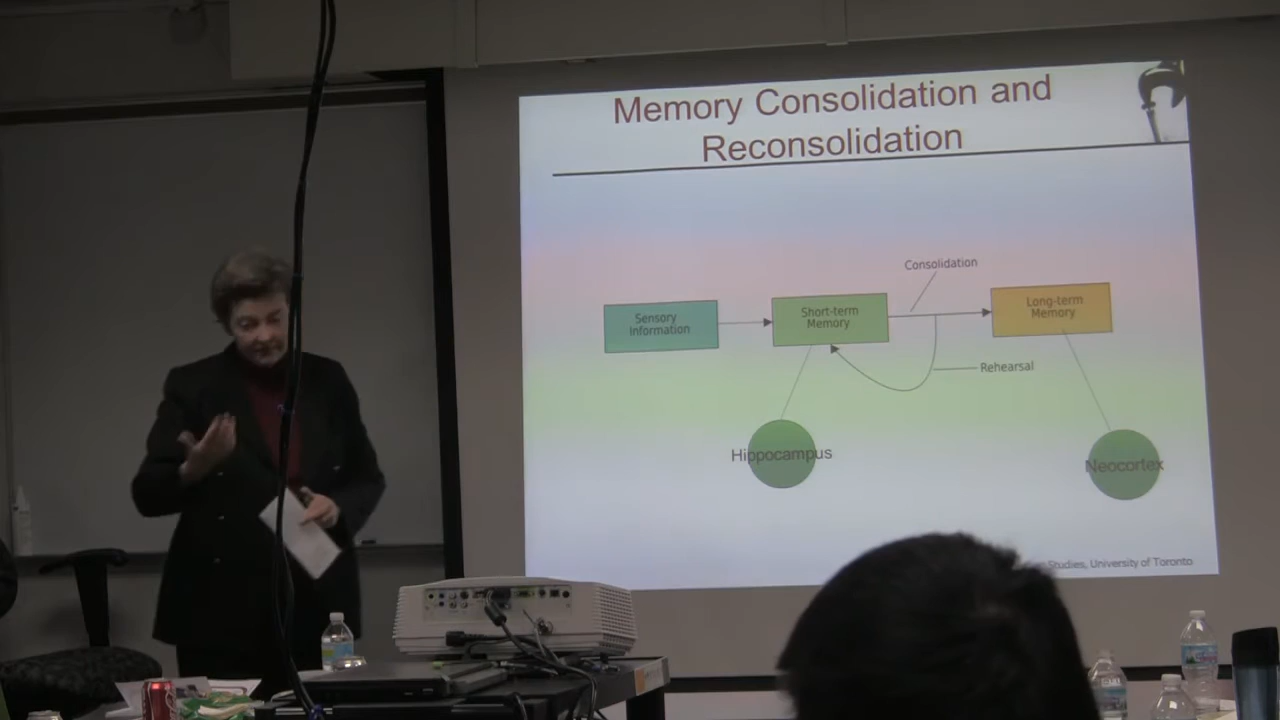 Memory Consolidation and
Reconsolidation
Consolidation
Sensory
Information
Short-term
Memory
Long-term
Memory
Rehearsal
Hippocampus
Neocortex
Studies, University of Toronto